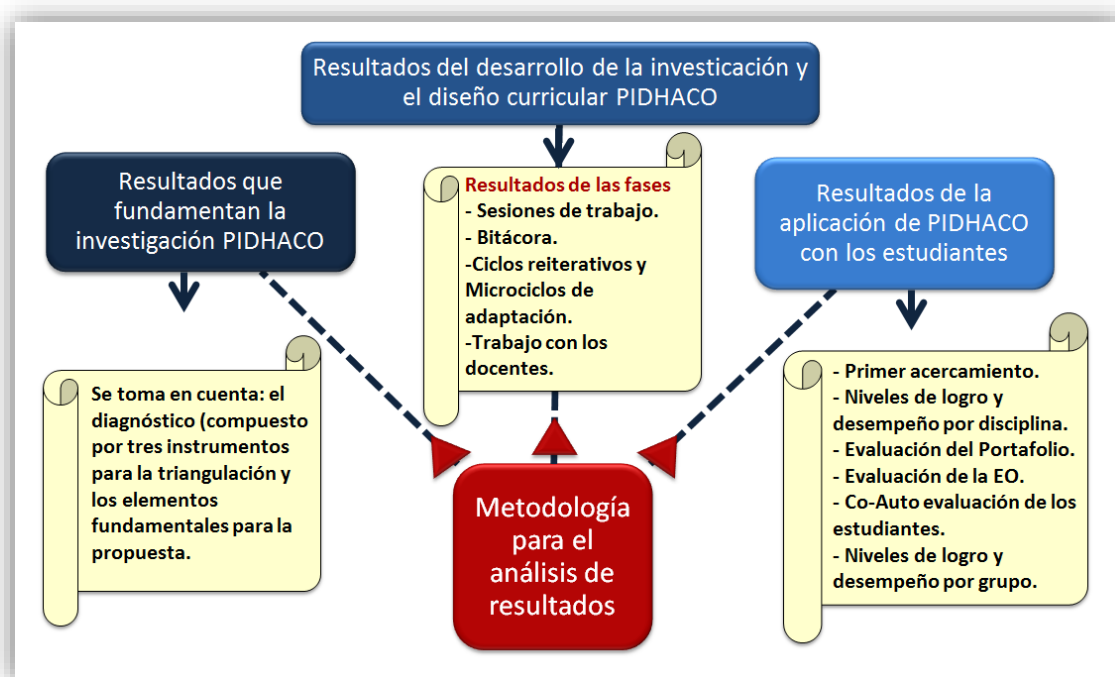 Resultados del desarrollo de la investicación y
el diseño curricular PIDHACO
Resultados que
fundamentan la
investigación PIDHACO
Resultados de las fases
- Sesiones de trabajo.
- Bitácora.
-Ciclos reiterativos y
Microciclos de
adaptación.
-Trabajo con los
docentes.
Resultados de la
aplicación de PIDHACO
con los estudiantes
Se toma en cuenta: el
diagnóstico (compuesto
por tres instrumentos
para la triangulación y
los elementos
fundamentales para la
propuesta.
Metodología
para el
análisis de
resultados
- Primer acercamiento.
- Niveles de logro y
desempeño por disciplina.
- Evaluación del Portafolio.
- Evaluación de la EO.
- Co-Auto evaluación de los
estudiantes.
- Niveles de logro y
desempeño por grupo.